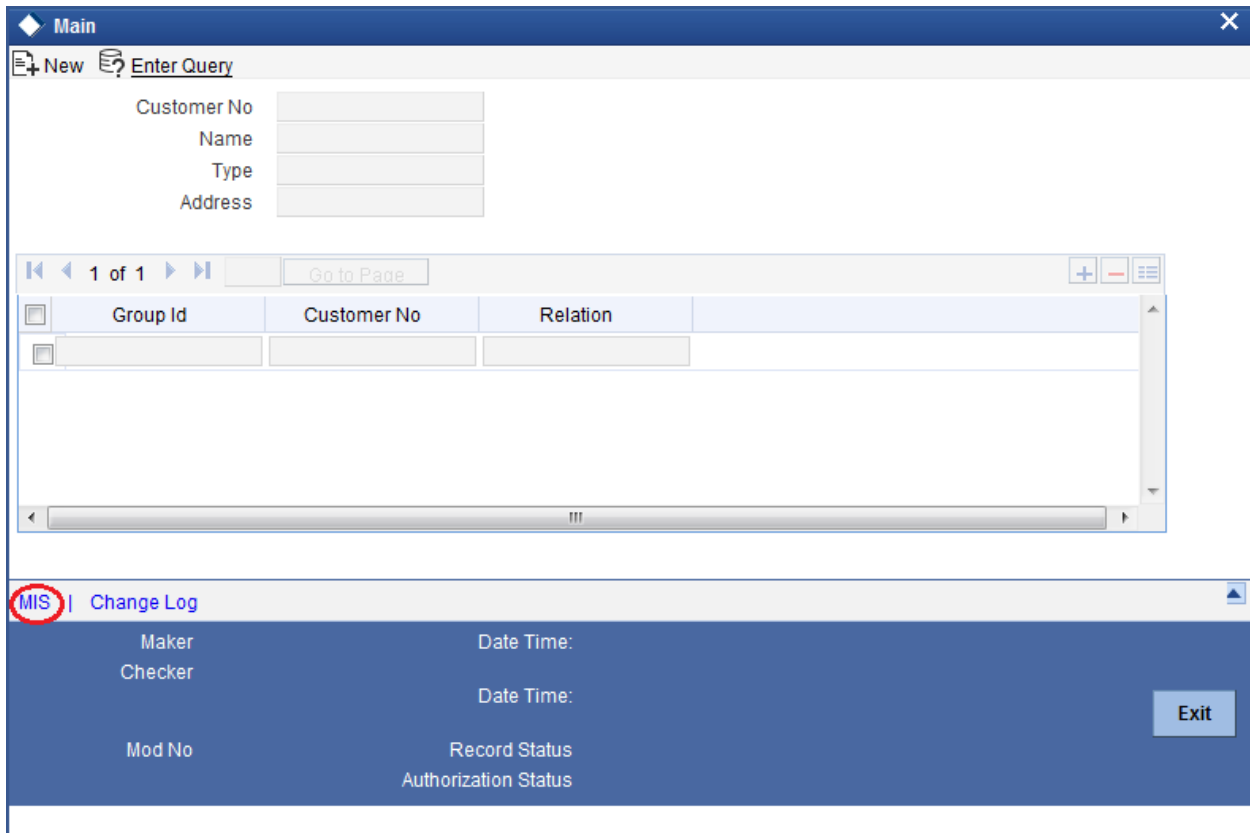 Main
New Enter Query
Customer No
Name
Type
Address
1 of 1 Go to Page
Group Id Customer No Relation
MIS | Change Log
Maker Date Time:
Checker
Date Time:
Exit
Mod No Record Status
Authorization Status